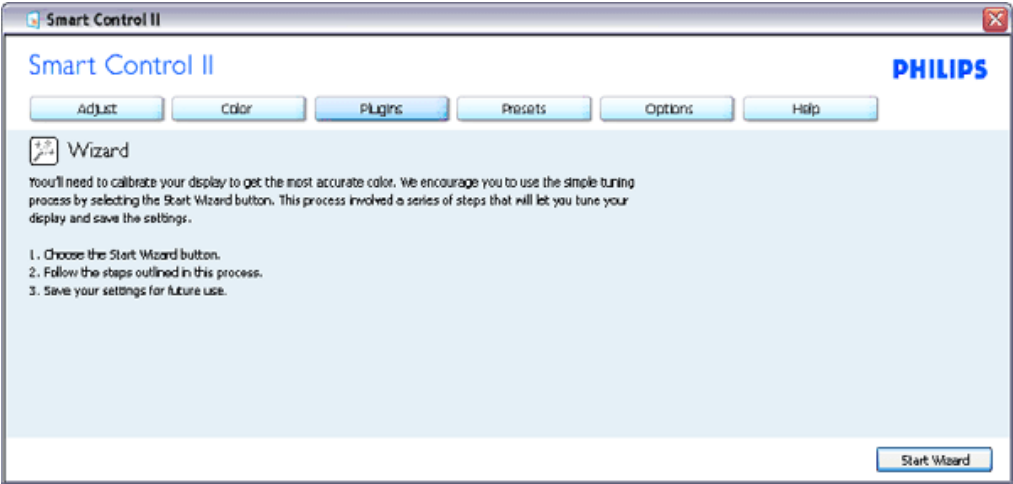 Smart Control II
Smart Control II
PHILIPS
Adjust
Color
Plugins
Presets
Options
Help
Wizard
Yoou'll need to calibrate your display to get the most accurate color. We encourage you to use the simple tuning
process by selecting the Start Wizard button. This process involved a series of steps that will let you tune your
display and save the settings.
1. Choose the Start Wizard button.
2. Follow the steps outlined in this process.
3. Save your settings for future use.
Start Wizard